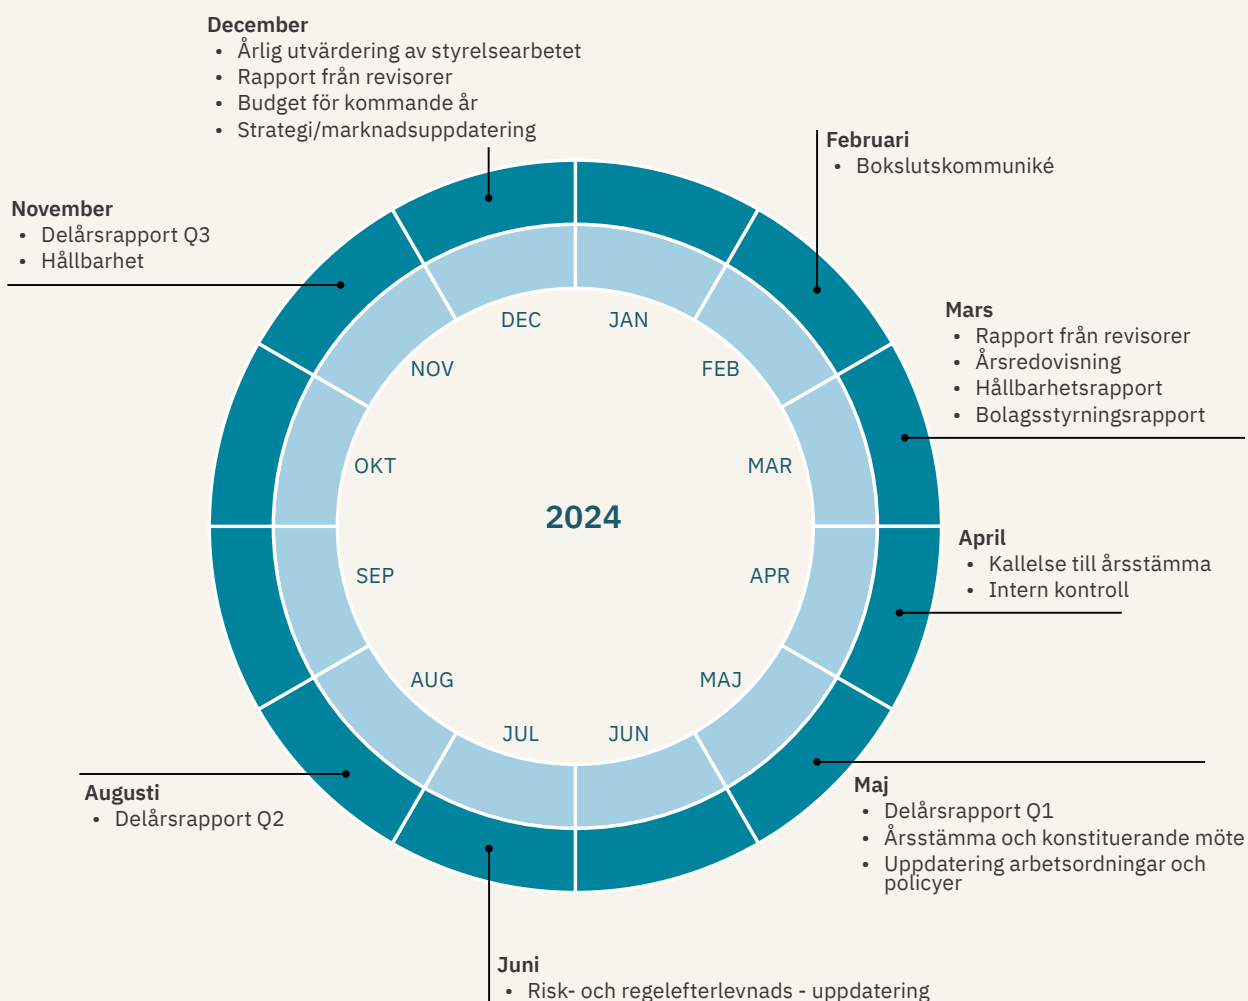 December
• Årlig utvärdering av styrelsearbetet
• Rapport från revisorer
• Budget för kommande år
• Strategi/marknadsuppdatering
Februari
• Bokslutskommuniké
November
• Delårsrapport Q3
• Hållbarhet
Mars
• Rapport från revisorer
• Årsredovisning
• Hållbarhetsrapport
• Bolagsstyrningsrapport
DEC
JAN
NOV
FEB
OKT
MAR
2024
SEP
APR
AUG
MAJ
JUL
JUN
April
• Kallelse till årsstämma
• Intern kontroll
Augusti
• Delårsrapport Q2
Maj
• Delårsrapport Q1
• Årsstämma och konstituerande möte
• Uppdatering arbetsordningar och
policyer
Juni
• Risk- och regelefterlevnads - uppdatering